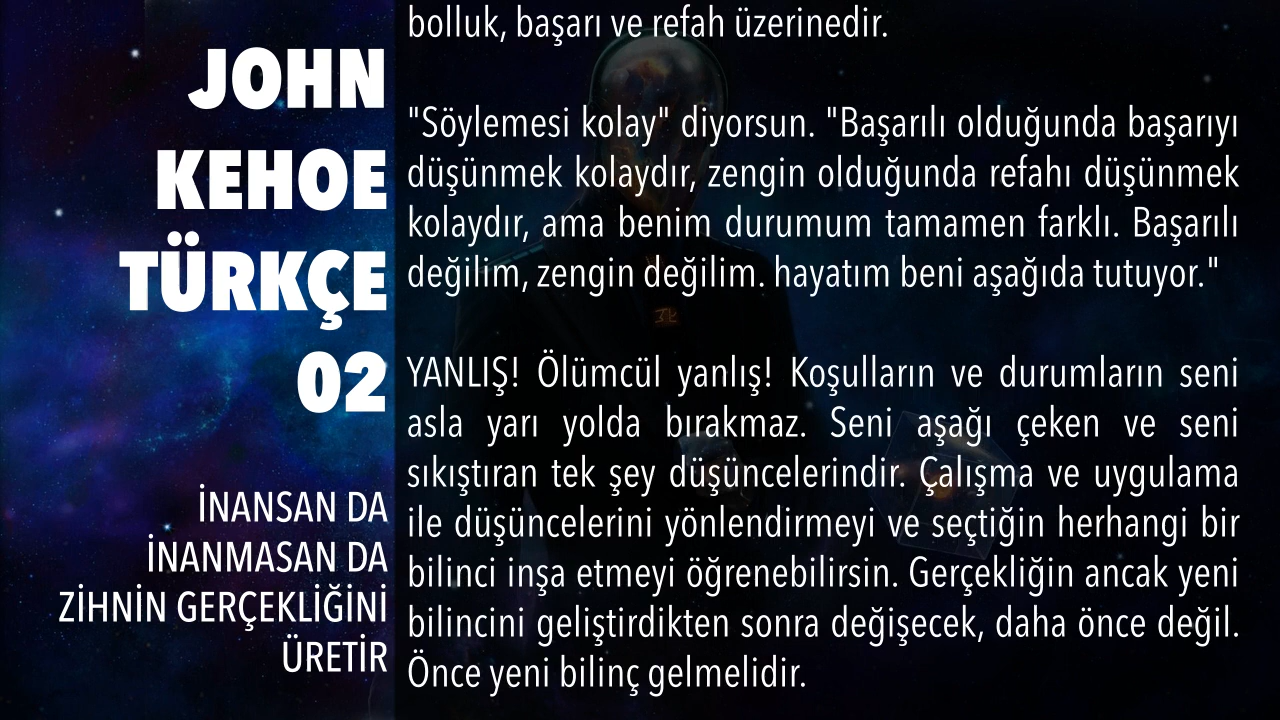 JOHN
KEHOE
TÜRKÇE
02
İNANSAN DA
İNANMASAN DA
ZİHNİN GERÇEKLİĞİNİ
ÜRETİR
bolluk, başarı ve refah üzerinedir.
"Söylemesi kolay" diyorsun. "Başarılı olduğunda başarıyı
düşünmek kolaydır, zengin olduğunda refahı düşünmek
kolaydır, ama benim durumum tamamen farklı. Başarılı
değilim, zengin değilim. hayatım beni aşağıda tutuyor."
YANLIŞ! Ölümcül yanlış! Koşulların ve durumların seni
asla yarı yolda bırakmaz. Seni aşağı çeken ve seni
sıkıştıran tek şey düşüncelerindir. Çalışma ve uygulama
ile düşüncelerini yönlendirmeyi ve seçtiğin herhangi bir
bilinci inşa etmeyi öğrenebilirsin. Gerçekliğin ancak yeni
bilincini geliştirdikten sonra değişecek, daha önce değil.
Önce yeni bilinç gelmelidir.